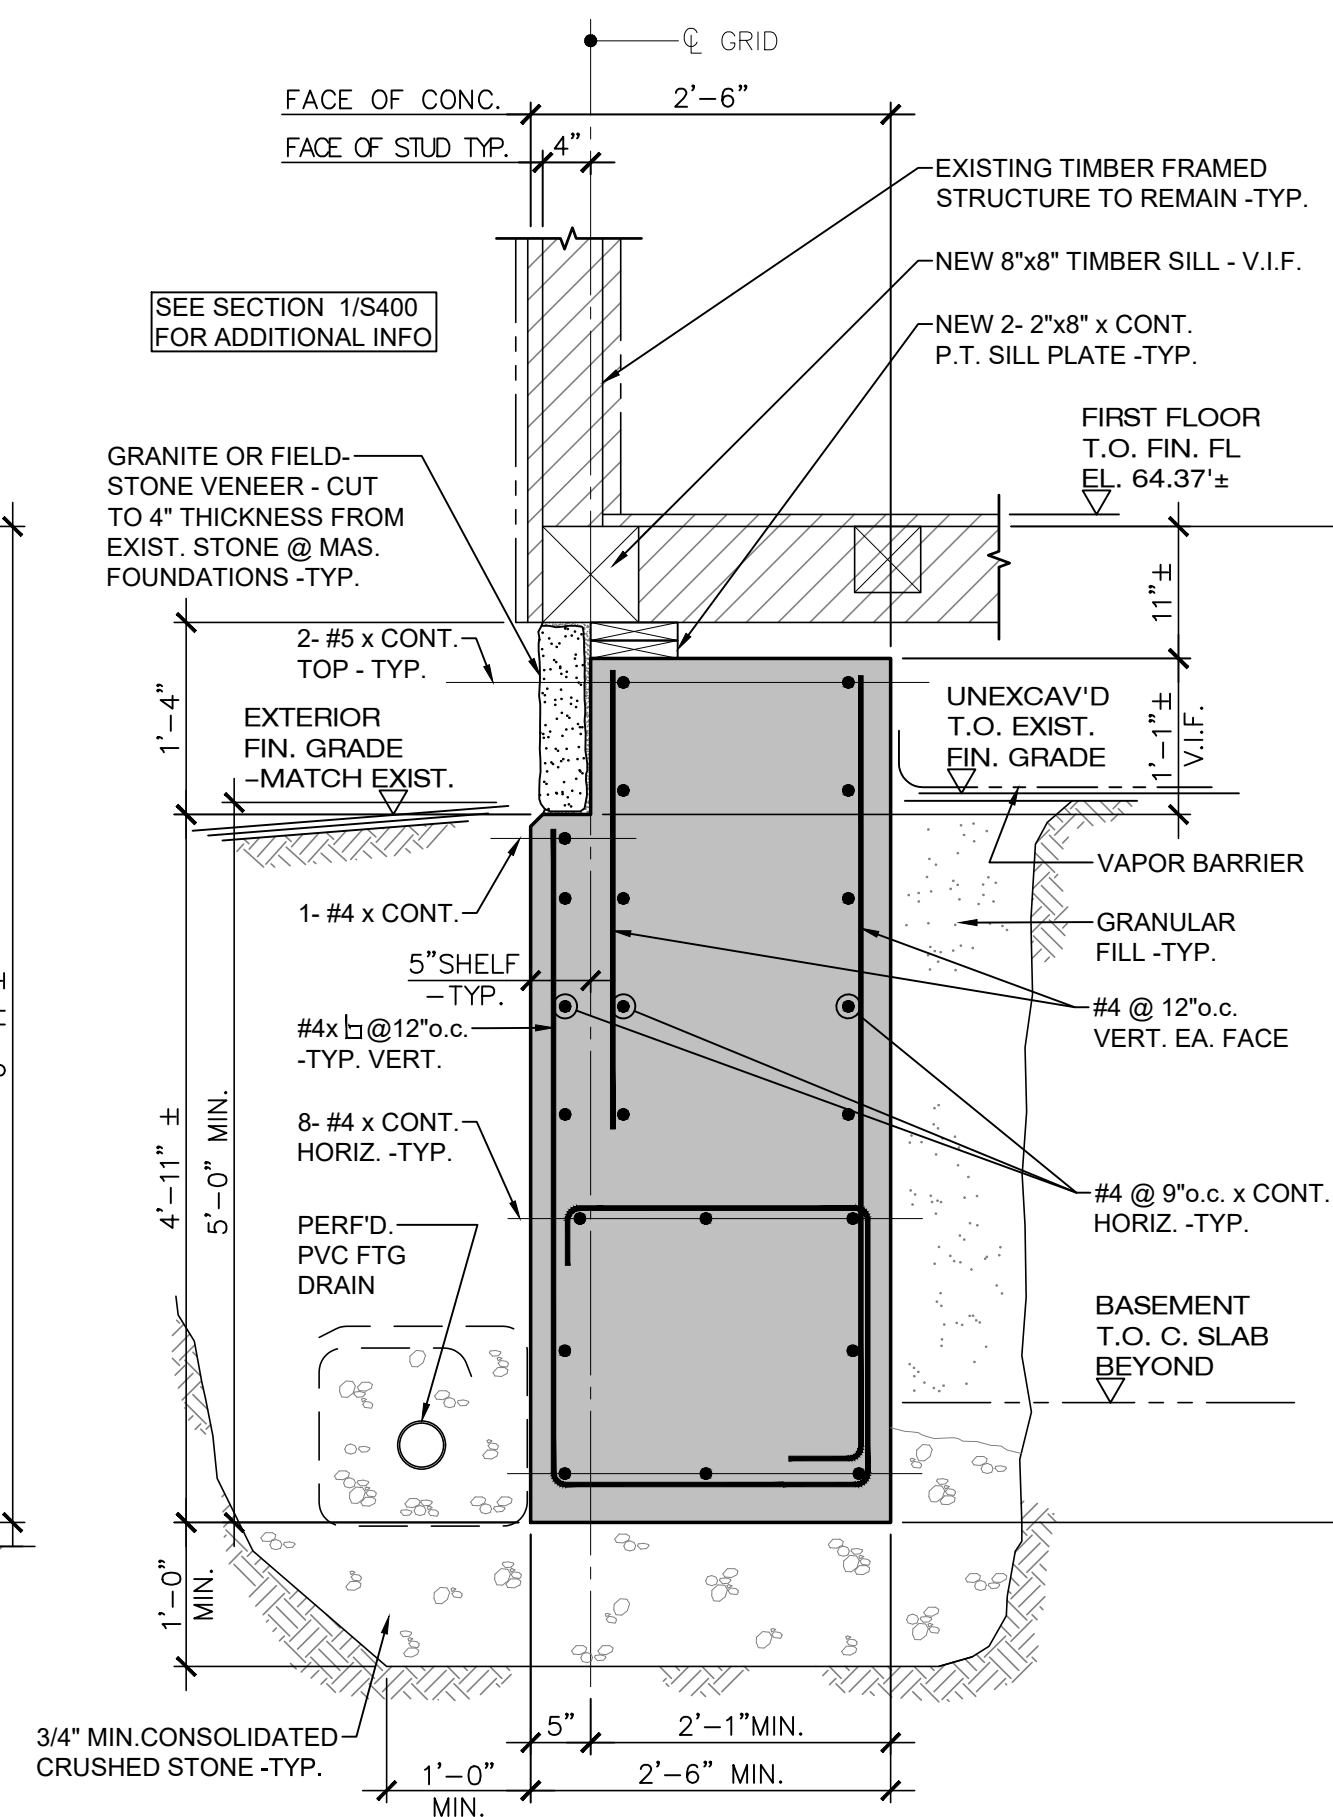 ℄ GRID
FACE OF CONC.
2'-6"
FACE OF STUD TYP.
4"
EXISTING TIMBER FRAMED
STRUCTURE TO REMAIN -TYP.
NEW 8"x8" TIMBER SILL - V.I.F.
SEE SECTION 1/S400
FOR ADDITIONAL INFO
NEW 2- 2"x8" x CONT.
P.T. SILL PLATE -TYP.
FIRST FLOOR
T.O. FIN. FL
EL. 64.37'±
GRANITE OR FIELD-
STONE VENEER - CUT
TO 4" THICKNESS FROM
EXIST. STONE @ MAS.
FOUNDATIONS -TYP.
11"±
2- #5 x CONT.
TOP - TYP.
1'-4"
EXTERIOR
FIN. GRADE
-MATCH EXIST.
UNEXCAV'D
T.O. EXIST.
FIN. GRADE
1'-1"±
V.I.F.
VAPOR BARRIER
1- #4 x CONT.
GRANULAR
FILL -TYP.
5"SHELF
-TYP.
#4x @12"o.c.
-TYP. VERT.
#4 @ 12"o.c.
VERT. EA. FACE
8- #4 x CONT.
HORIZ. -TYP.
4'-11" ±
5'-0" MIN.
#4 @ 9"o.c. x CONT.
HORIZ. -TYP.
PERF'D.
PVC FTG
DRAIN
BASEMENT
T.O. C. SLAB
BEYOND
1'-0"
MIN.
3/4" MIN.CONSOLIDATED
CRUSHED STONE -TYP.
5"
2'-1"MIN.
1'-0"
MIN.
2'-6" MIN.